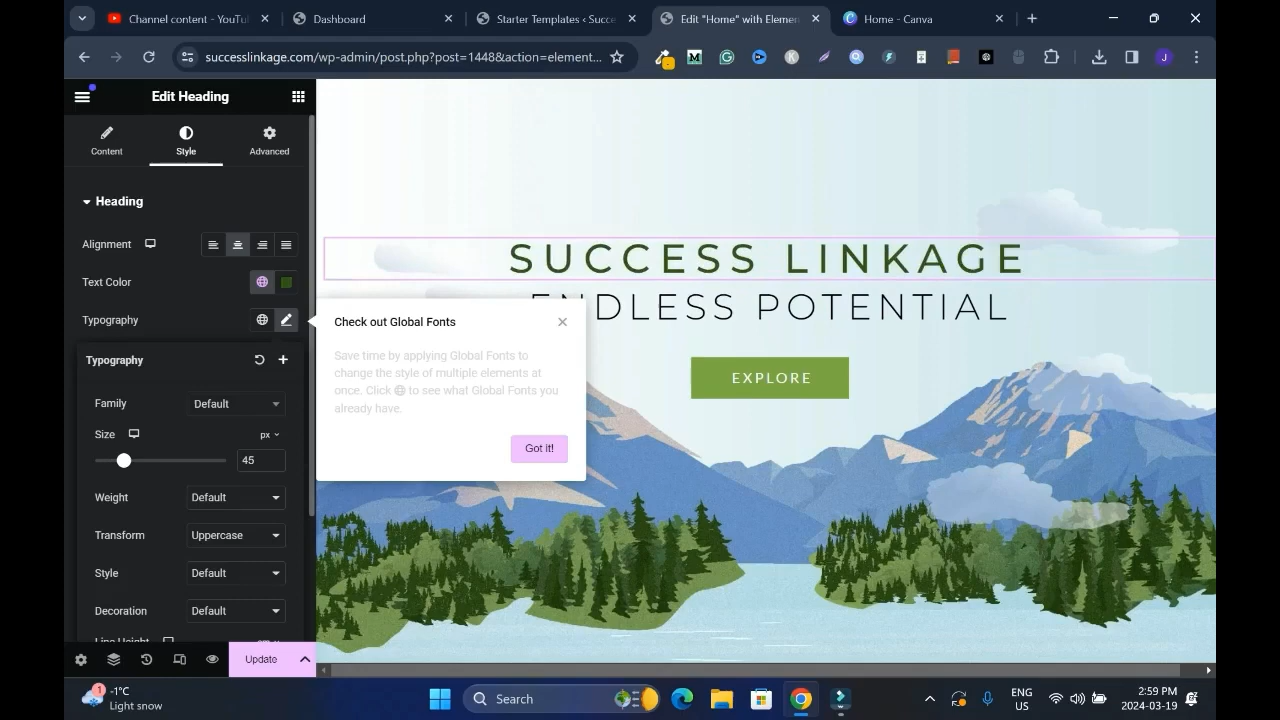 Channel content - YouTu
Dashboard
Starter Templates ‹ Succe
Edit "Home" with Elemen
Home - Canva
successlinkage.com/wp-admin/post.php?post=1448&action=element...
Edit Heading
Content
Style
Advanced
Heading
Alignment
Text Color
Typography
Typography
Family
Default
Size
px
45
Weight
Default
Transform
Uppercase
Style
Default
Decoration
Default
Line Height
Update
SUCCESS LINKAGE
ENDLESS POTENTIAL
EXPLORE
Check out Global Fonts
Save time by applying Global Fonts to
change the style of multiple elements at
once. Click to see what Global Fonts you
already have.
Got it!
1
-1°C
Light snow
Search
ENG
US
2:59 PM
2024-03-19